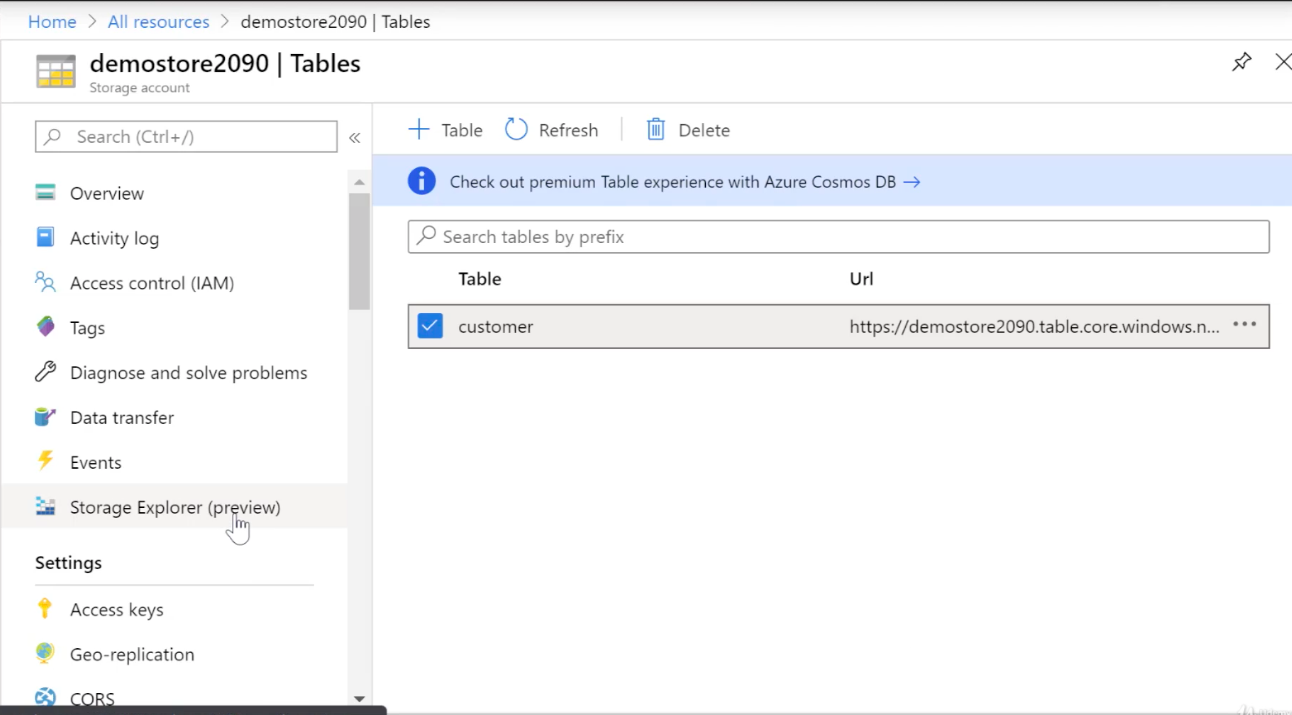 Home > All resources > demostore2090 | Tables
demostore2090 | Tables
Storage account
Search (Ctrl+/)
«
Overview
Activity log
Access control (IAM)
Tags
Diagnose and solve problems
Data transfer
Events
Storage Explorer (preview)
Settings
Access keys
Geo-replication
CORS
+ Table Refresh Delete
Check out premium Table experience with Azure Cosmos DB →
Search tables by prefix
Table Url
customer https://demostore2090.table.core.windows.n... •••